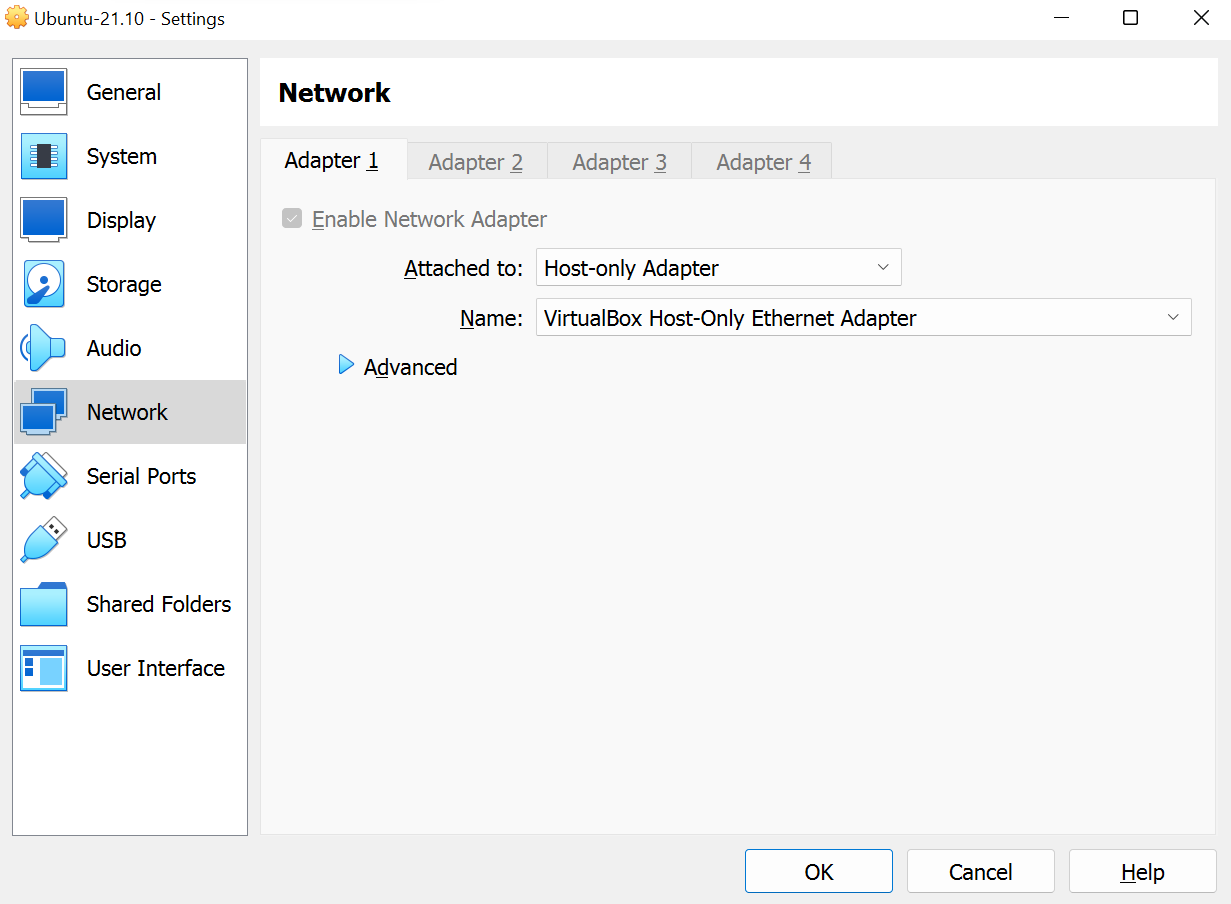 Ubuntu-21.10 - Settings
General
System
Display
Storage
Audio
Network
Serial Ports
USB
Shared Folders
User Interface
Network
Adapter 1 Adapter 2 Adapter 3 Adapter 4
Enable Network Adapter
Attached to: Host-only Adapter
Name: VirtualBox Host-Only Ethernet Adapter
Advanced
OK Cancel Help